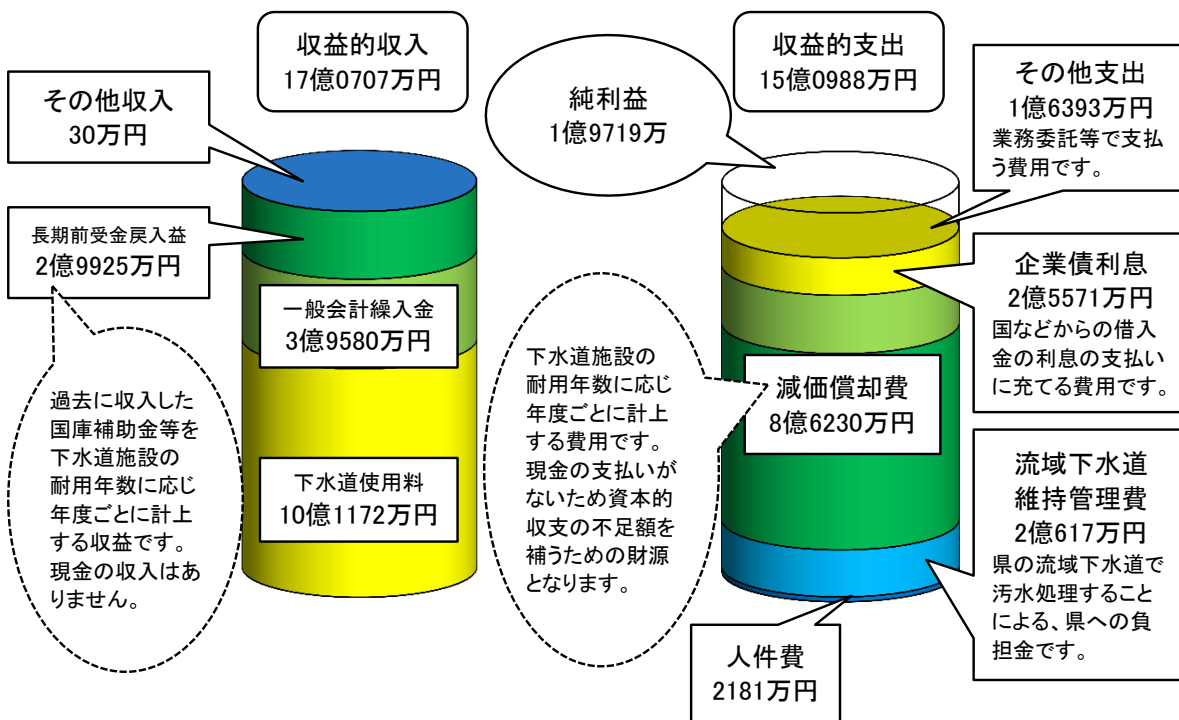 収益的収入
17億0707万円
その他収入
30万円
長期前受金戻入益
2億9925万円
過去に収入した
国庫補助金等を
下水道施設の
耐用年数に応じ
年度ごとに計上
する収益です。
現金の収入はあ
りません。
一般会計繰入金
3億9580万円
下水道使用料
10億1172万円
収益的支出
15億0988万円
純利益
1億9719万
その他支出
1億6393万円
業務委託等で支払
う費用です。
企業債利息
2億5571万円
国などからの借入
金の利息の支払い
に充てる費用です。
下水道施設の
耐用年数に応じ
年度ごとに計上
する費用です。
現金の支払いが
ないため資本的
収支の不足額を
補うための財源
となります。
減価償却費
8億6230万円
流域下水道
維持管理費
2億617万円
県の流域下水道で
汚水処理すること
による、県への負
担金です。
人件費
2181万円